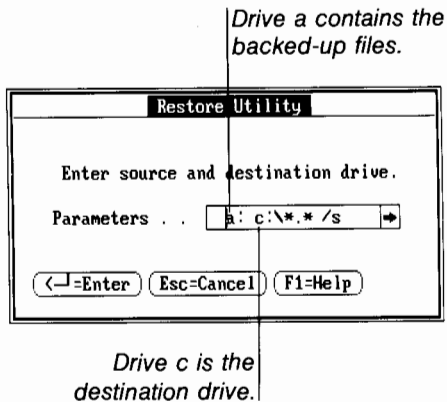 Drive a contains the
backed-up files.
Restore Utility
Enter source and destination drive.
Parameters . . a: c:\*.* /s
<─┘=Enter Esc=Cancel F1=Help
Drive c is the
destination drive.